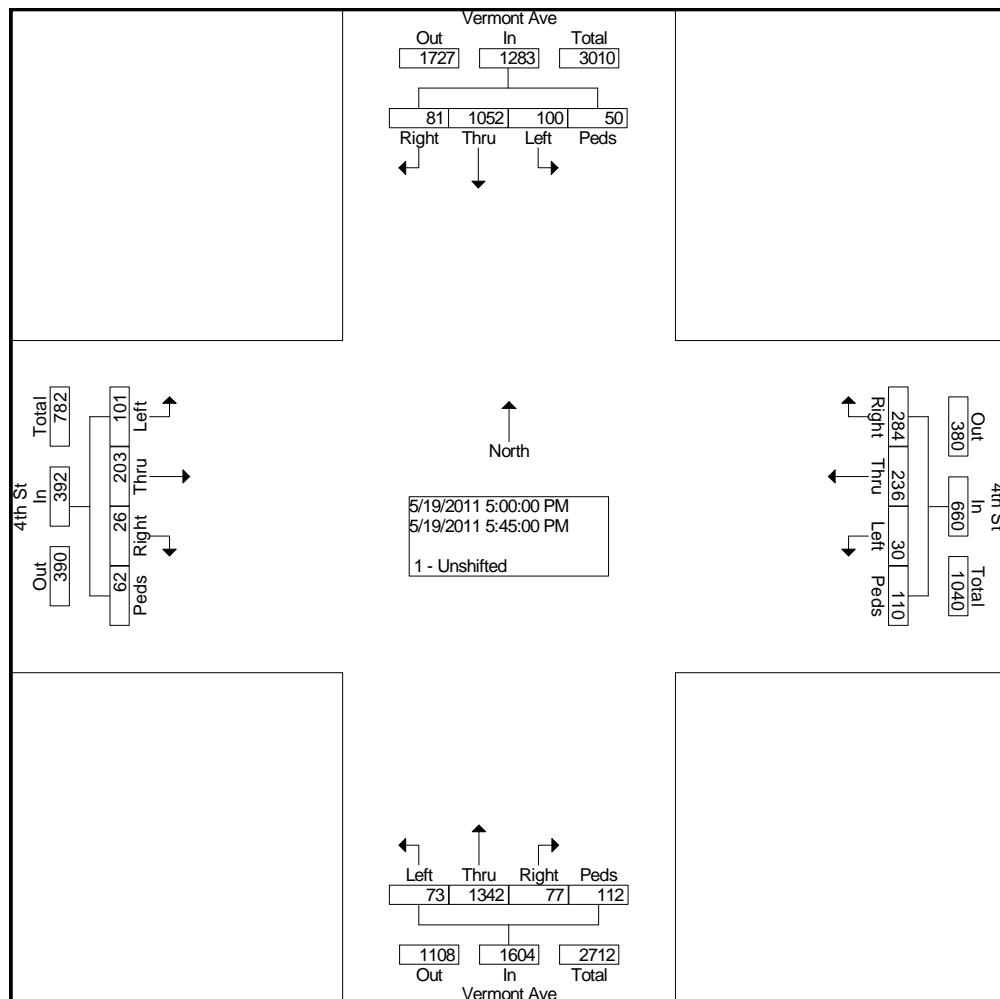 Vermont Ave
Out In Total
1727 1283 3010
81 1052 100 50
Right Thru Left Peds
4th St
Total In Out
782 392 390
101 203 26 62
Left Thru Right Peds
North
5/19/2011 5:00:00 PM
5/19/2011 5:45:00 PM
1 - Unshifted
Right Thru Left Peds
284 236 30 110
Out In Total
380 660 1040
4th St
Left Thru Right Peds
73 1342 77 112
1108 1604 2712
Out In Total
Vermont Ave